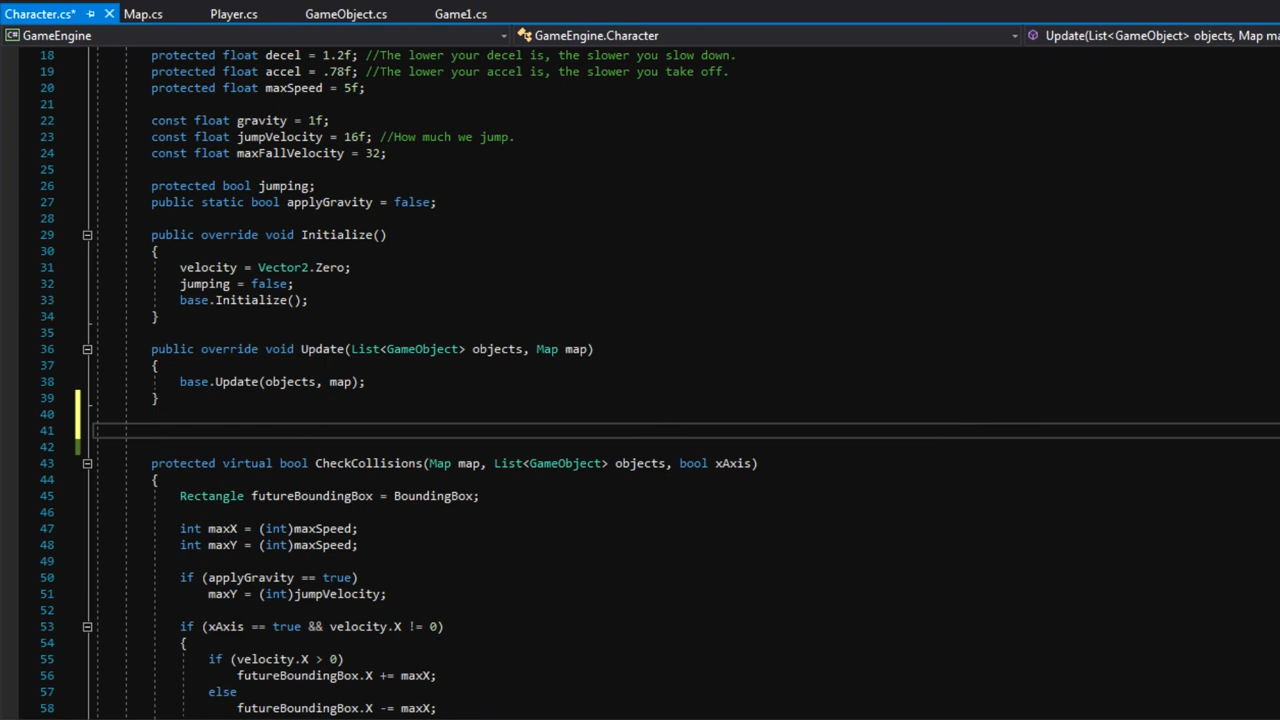 Character.cs* Map.cs Player.cs GameObject.cs Game1.cs
GameEngine GameEngine.Character Update(List<GameObject> objects, Map ma
18 protected float decel = 1.2f; //The lower your decel is, the slower you slow down.
19 protected float accel = .78f; //The lower your accel is, the slower you take off.
20 protected float maxSpeed = 5f;
21
22 const float gravity = 1f;
23 const float jumpVelocity = 16f; //How much we jump.
24 const float maxFallVelocity = 32;
25
26 protected bool jumping;
27 public static bool applyGravity = false;
28
29 public override void Initialize()
30 {
31 velocity = Vector2.Zero;
32 jumping = false;
33 base.Initialize();
34 }
35
36 public override void Update(List<GameObject> objects, Map map)
37 {
38 base.Update(objects, map);
39 }
40
41
42
43 protected virtual bool CheckCollisions(Map map, List<GameObject> objects, bool xAxis)
44 {
45 Rectangle futureBoundingBox = BoundingBox;
46
47 int maxX = (int)maxSpeed;
48 int maxY = (int)maxSpeed;
49
50 if (applyGravity == true)
51 maxY = (int)jumpVelocity;
52
53 if (xAxis == true && velocity.X != 0)
54 {
55 if (velocity.X > 0)
56 futureBoundingBox.X += maxX;
57 else
58 futureBoundingBox.X -= maxX;